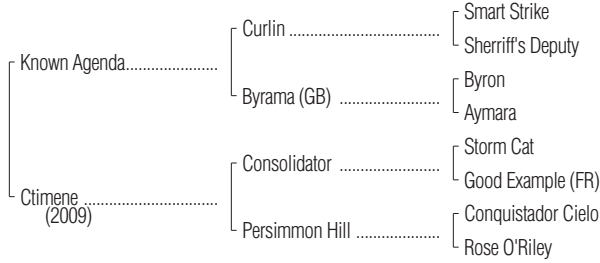 Smart Strike
Curlin ......................
Sherriff's Deputy
Known Agenda.......................
Byron
Byrama (GB) .........................
Aymara
Storm Cat
Consolidator .........................
Good Example (FR)
Ctimene .................................
(2009)
Conquistador Cielo
Persimmon Hill .....................
Rose O'Riley